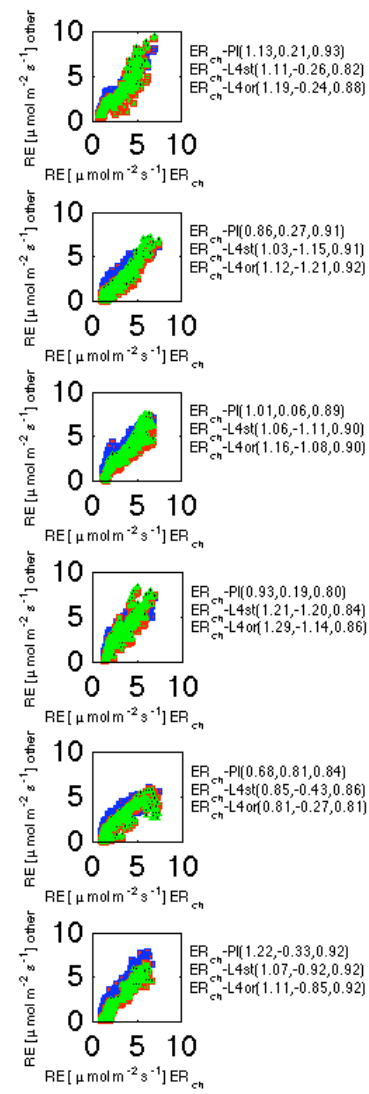 RE [µ mol m⁻² s⁻¹] other
10
5
0
0 5 10
RE [ µ mol m⁻² s⁻¹] ER_ch
ER_ch-PI(1.13,0.21,0.93)
ER_ch-L4st(1.11,-0.26,0.82)
ER_ch-L4or(1.19,-0.24,0.88)
RE [µ mol m⁻² s⁻¹] other
10
5
0
0 5 10
RE [ µ mol m⁻² s⁻¹] ER_ch
ER_ch-PI(0.86,0.27,0.91)
ER_ch-L4st(1.03,-1.15,0.91)
ER_ch-L4or(1.12,-1.21,0.92)
RE [µ mol m⁻² s⁻¹] other
10
5
0
0 5 10
RE [ µ mol m⁻² s⁻¹] ER_ch
ER_ch-PI(1.01,0.06,0.89)
ER_ch-L4st(1.06,-1.11,0.90)
ER_ch-L4or(1.16,-1.08,0.90)
RE [µ mol m⁻² s⁻¹] other
10
5
0
0 5 10
RE [ µ mol m⁻² s⁻¹] ER_ch
ER_ch-PI(0.93,0.19,0.80)
ER_ch-L4st(1.21,-1.20,0.84)
ER_ch-L4or(1.29,-1.14,0.86)
RE [µ mol m⁻² s⁻¹] other
10
5
0
0 5 10
RE [ µ mol m⁻² s⁻¹] ER_ch
ER_ch-PI(0.68,0.81,0.84)
ER_ch-L4st(0.85,-0.43,0.86)
ER_ch-L4or(0.81,-0.27,0.81)
RE [µ mol m⁻² s⁻¹] other
10
5
0
0 5 10
RE [ µ mol m⁻² s⁻¹] ER_ch
ER_ch-PI(1.22,-0.33,0.92)
ER_ch-L4st(1.07,-0.92,0.92)
ER_ch-L4or(1.11,-0.85,0.92)